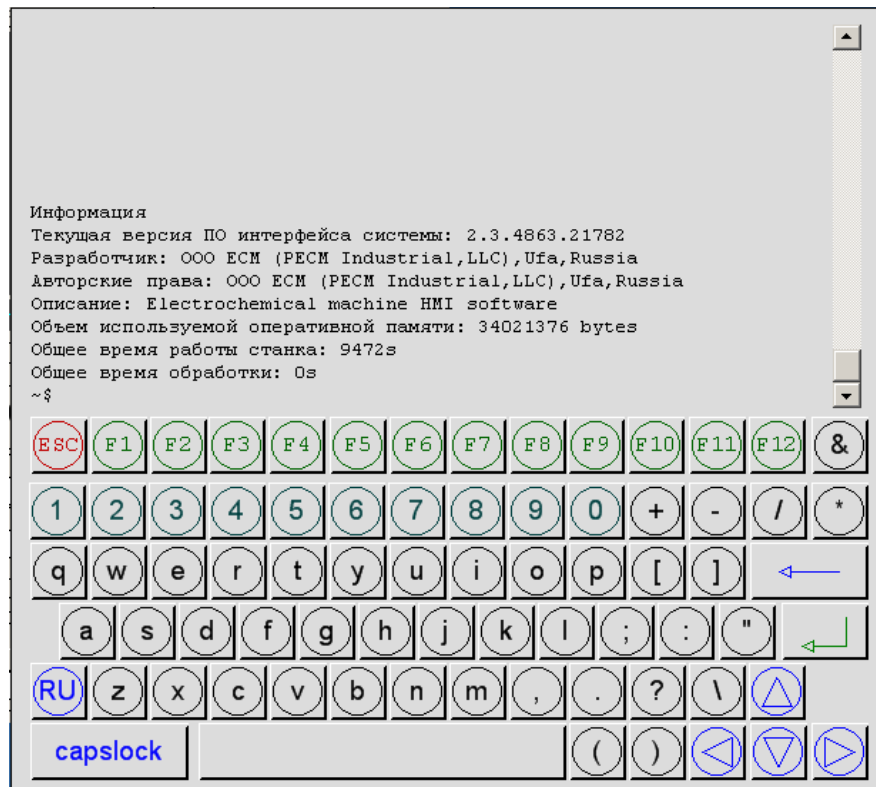 Информация
Текущая версия ПО интерфейса системы: 2.3.4863.21782
Разработчик: ООО ECM (PECM Industrial,LLC),Ufa,Russia
Авторские права: ООО ECM (PECM Industrial,LLC),Ufa,Russia
Описание: Electrochemical machine HMI software
Объем используемой оперативной памяти: 34021376 bytes
Общее время работы станка: 9472s
Общее время обработки: 0s
~$
ESC F1 F2 F3 F4 F5 F6 F7 F8 F9 F10 F11 F12 &
1 2 3 4 5 6 7 8 9 0 + - / *
q w e r t y u i o p [ ]
a s d f g h j k l ; : "
RU z x c v b n m , . ? \
capslock ( )